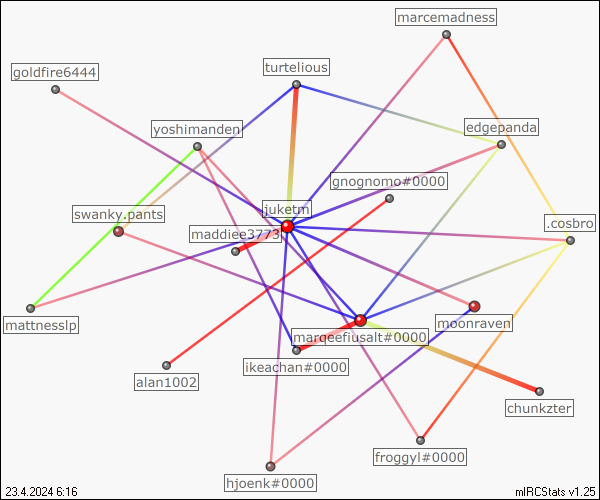 marcemadness
goldfire6444
turtelious
yoshimanden
edgepanda
gnognomo#0000
swanky.pants
juketm
maddiee3773
.cosbro
mattnesslp
moonraven
marqeefiusalt#0000
ikeachan#0000
alan1002
chunkzter
froggyl#0000
hjoenk#0000
23.4.2024 6:16
mIRCStats v1.25